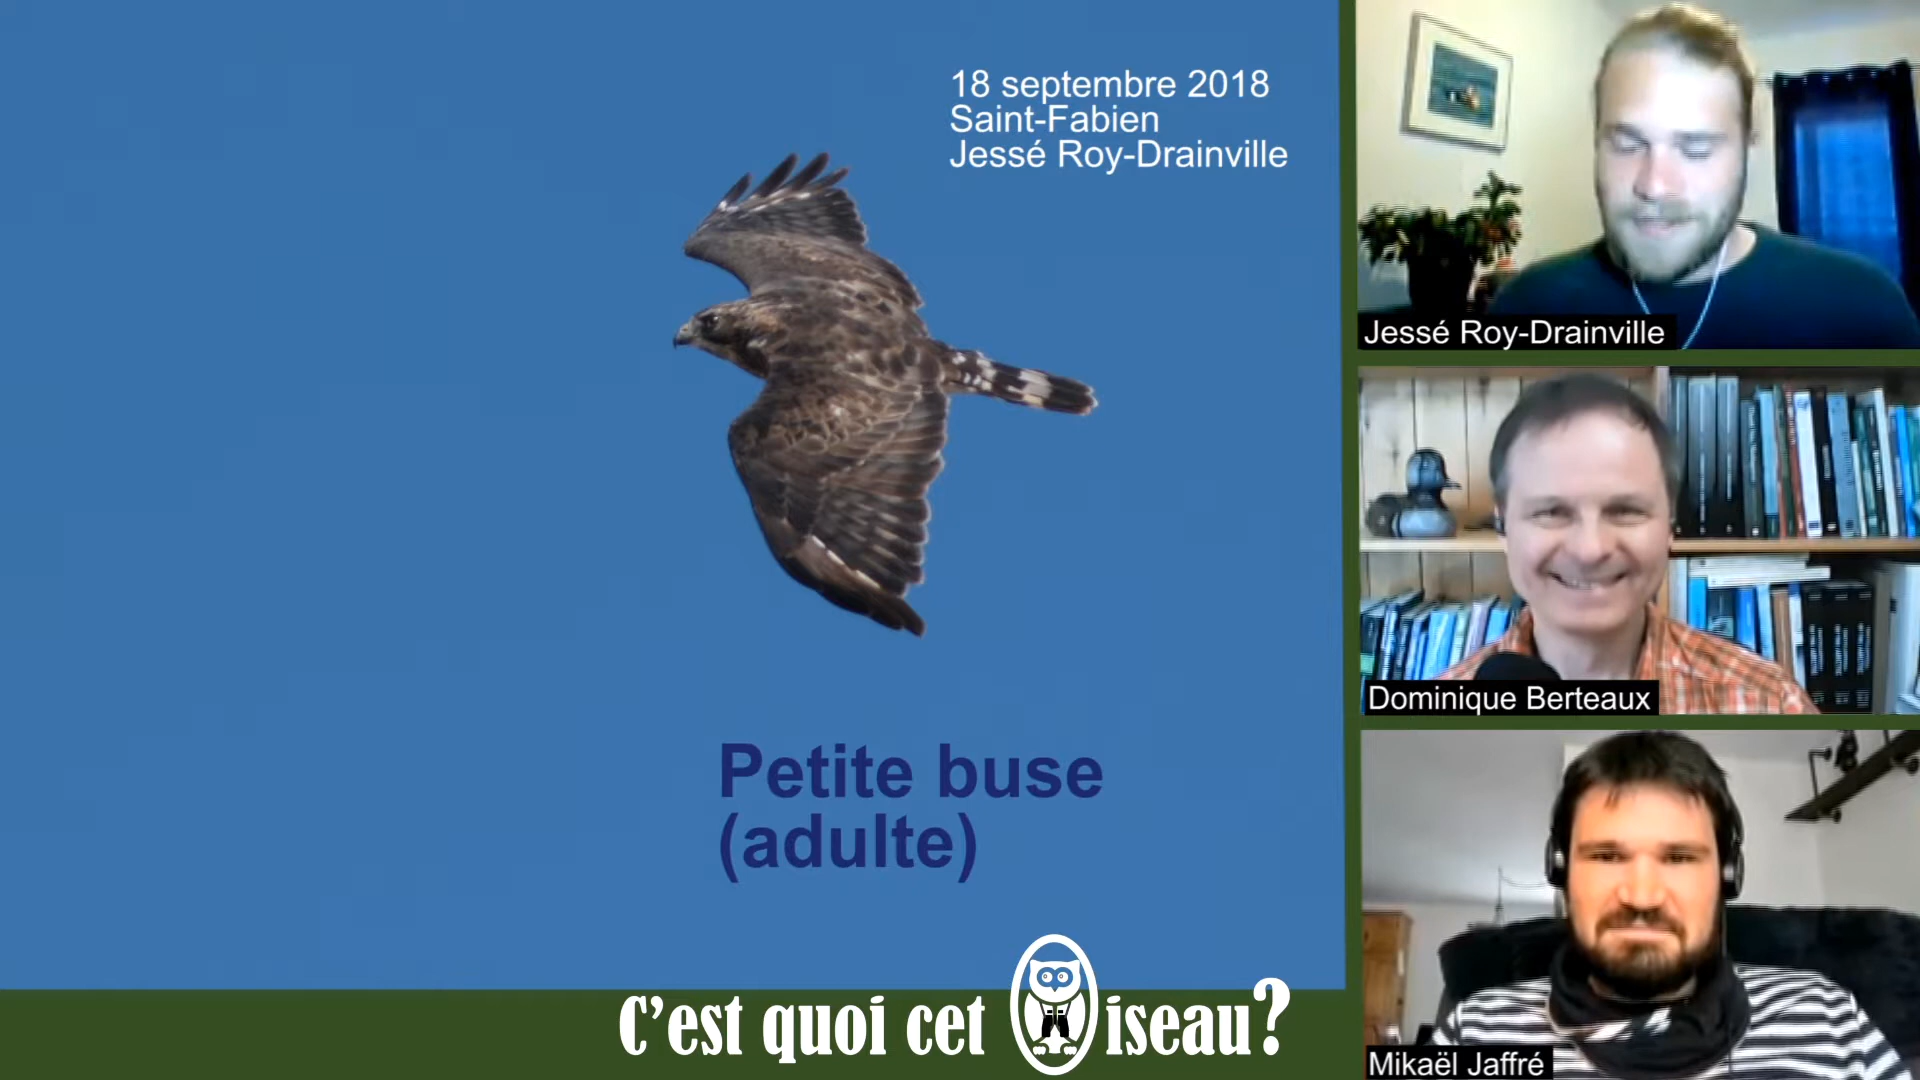 18 septembre 2018
Saint-Fabien
Jessé Roy-Drainville
Petite buse
(adulte)
C'est quoi cet Oiseau?
Jessé Roy-Drainville
Dominique Berteaux
Mikaël Jaffré